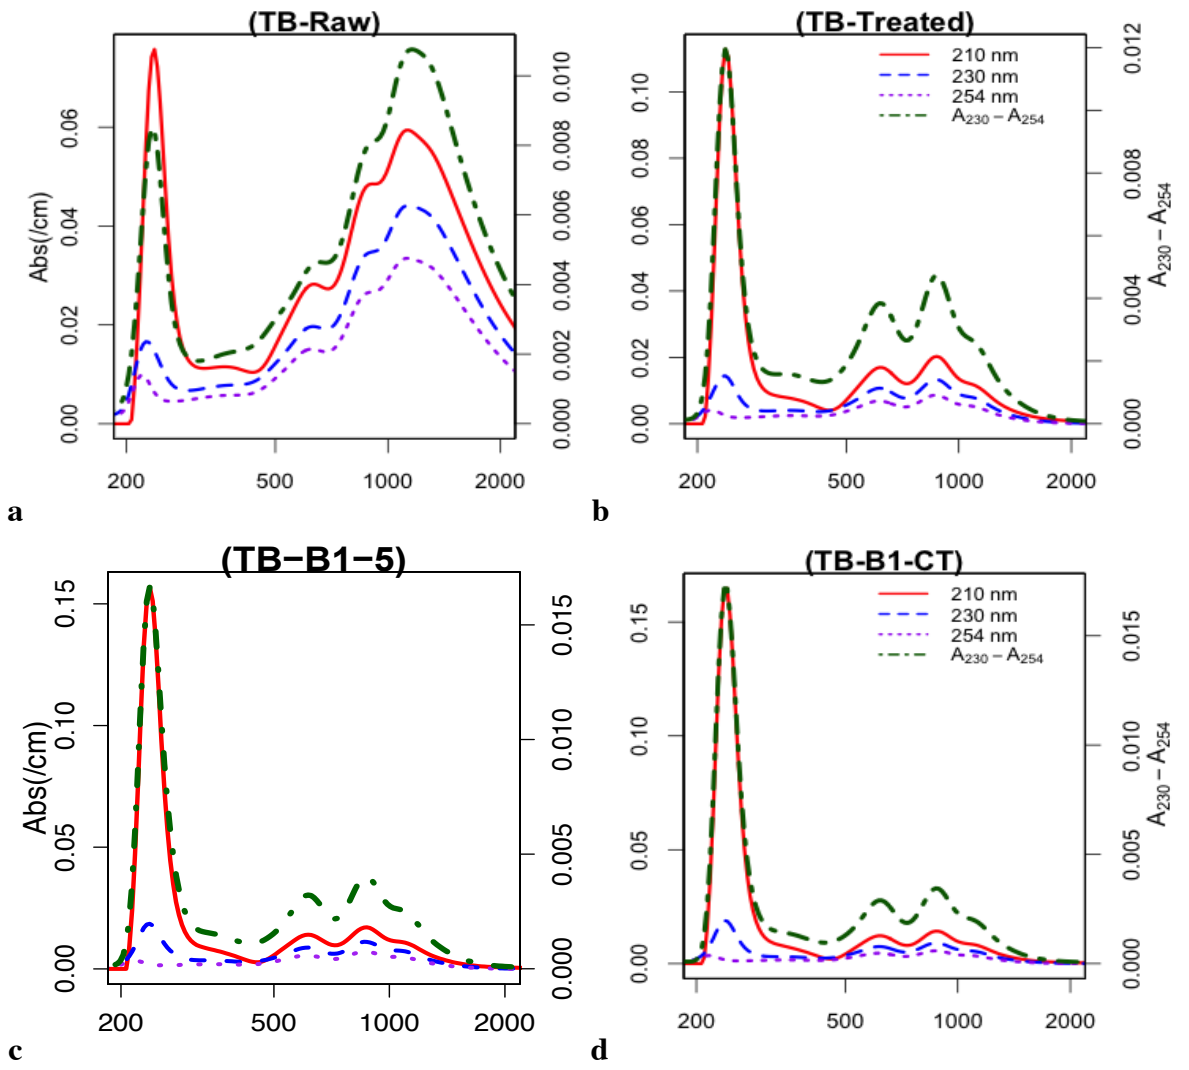 (TB-Raw)
Abs(/cm)
0.00
0.02
0.04
0.06
0.000
0.002
0.004
0.006
0.008
0.010
200
500
1000
2000
a
(TB-Treated)
210 nm
230 nm
254 nm
A230 – A254
0.00
0.02
0.04
0.06
0.08
0.10
0.000
0.004
0.008
0.012
A230 – A254
200
500
1000
2000
b
(TB−B1−5)
Abs(/cm)
0.00
0.05
0.10
0.15
0.000
0.005
0.010
0.015
200
500
1000
2000
c
(TB-B1-CT)
210 nm
230 nm
254 nm
A230 – A254
0.00
0.05
0.10
0.15
0.000
0.005
0.010
0.015
A230 – A254
200
500
1000
2000
d